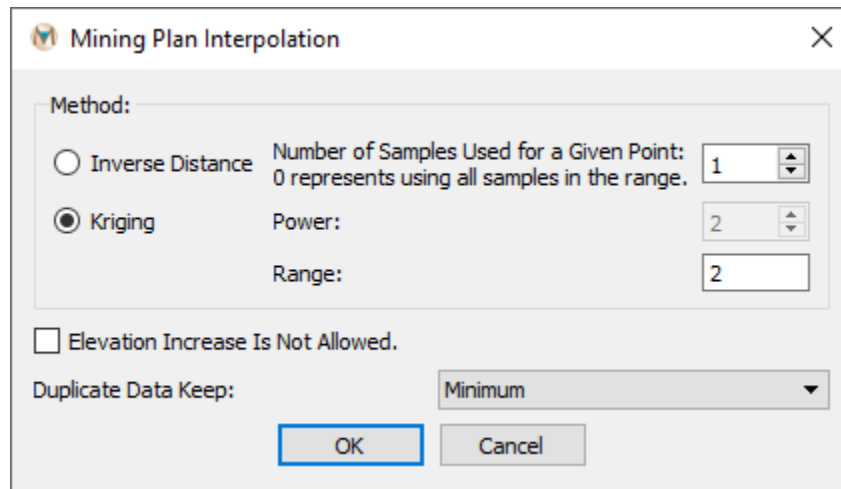 Mining Plan Interpolation
Method:
Inverse Distance
Number of Samples Used for a Given Point:
0 represents using all samples in the range.
1
Kriging
Power:
2
Range:
2
Elevation Increase Is Not Allowed.
Duplicate Data Keep:
Minimum
OK
Cancel